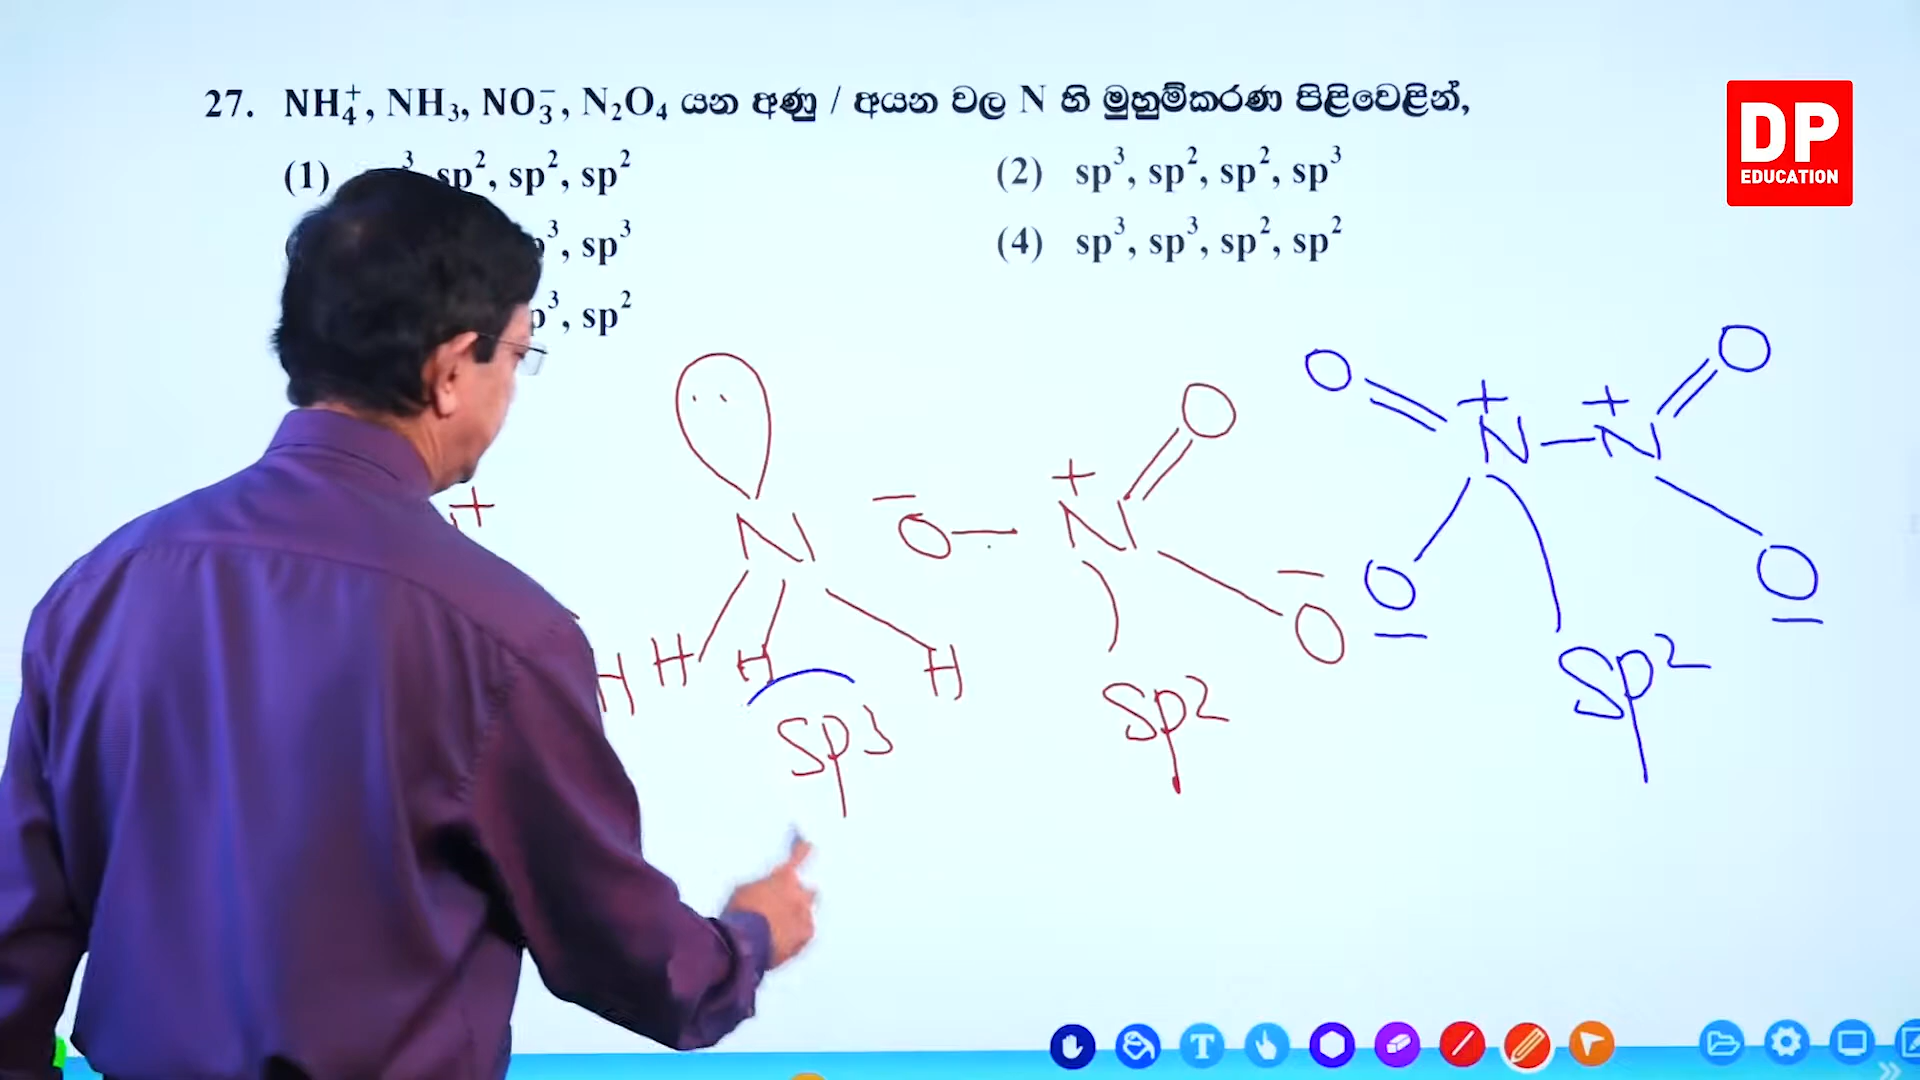 27. NH₄⁺, NH₃, NO₃⁻, N₂O₄ යන අණු / අයන වල N හි මුහුම්කරණ පිළිවෙළින්,
(1) sp², sp², sp²
(2) sp³, sp², sp², sp³
sp³
(4) sp³, sp³, sp², sp²
sp²
DP
EDUCATION
+
N
H H H H
sp3
⁻O — N⁺ = O
O⁻
sp2
O = N⁺ — N⁺ = O
O⁻ O⁻
sp2
T